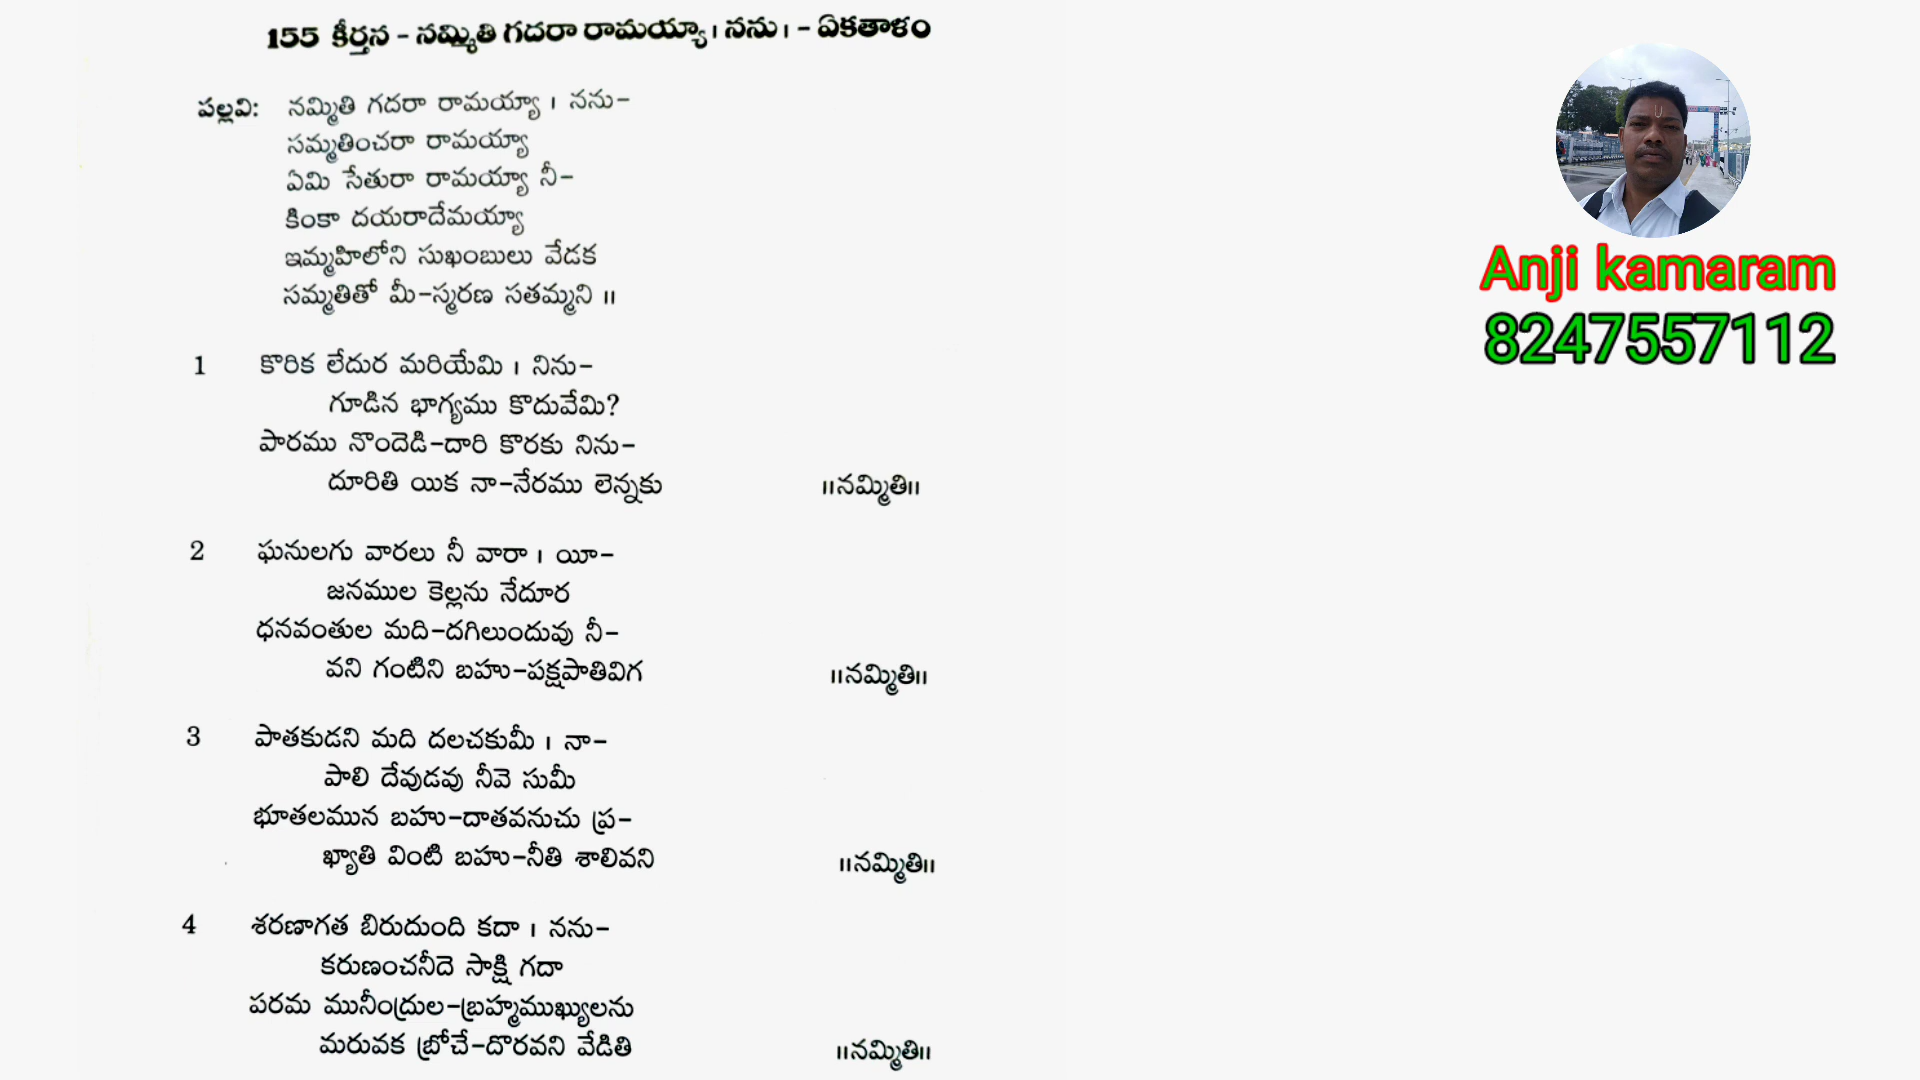 155 కీర్తన - నమ్మితి గదరా రామయ్యా । నను । - ఏకతాళం
పల్లవి: నమ్మితి గదరా రామయ్యా । నను-
సమ్మతించరా రామయ్యా
ఏమి సేతురా రామయ్యా నీ-
కింకా దయరాదేమయ్యా
ఇమ్మహిలోని సుఖంబులు వేడక
సమ్మతితో మీ-స్మరణ సతమ్మని ॥
1 కొరిక లేదుర మరియేమి । నిను-
గూడిన భాగ్యము కొదువేమి?
పారము నొందెడి-దారి కొరకు నిను-
దూరితి యిక నా-నేరము లెన్నకు ॥నమ్మితి॥
2 ఘనులగు వారలు నీ వారా । యీ-
జనముల కెల్లను నేదూర
ధనవంతుల మది-దగిలుందువు నీ-
వని గంటిని బహు-పక్షపాతివిగ ॥నమ్మితి॥
3 పాతకుడని మది దలచకుమీ । నా-
పాలి దేవుడవు నీవె సుమీ
భూతలమున బహు-దాతవనుచు ప్ర-
ఖ్యాతి వింటి బహు-నీతి శాలివని ॥నమ్మితి॥
4 శరణాగత బిరుదుంది కదా । నను-
కరుణంచనీదె సాక్షి గదా
పరమ మునీంద్రుల-బ్రహ్మముఖ్యులను
మరువక బ్రోచే-దొరవని వేడితి ॥నమ్మితి॥
Anji kamaram
8247557112